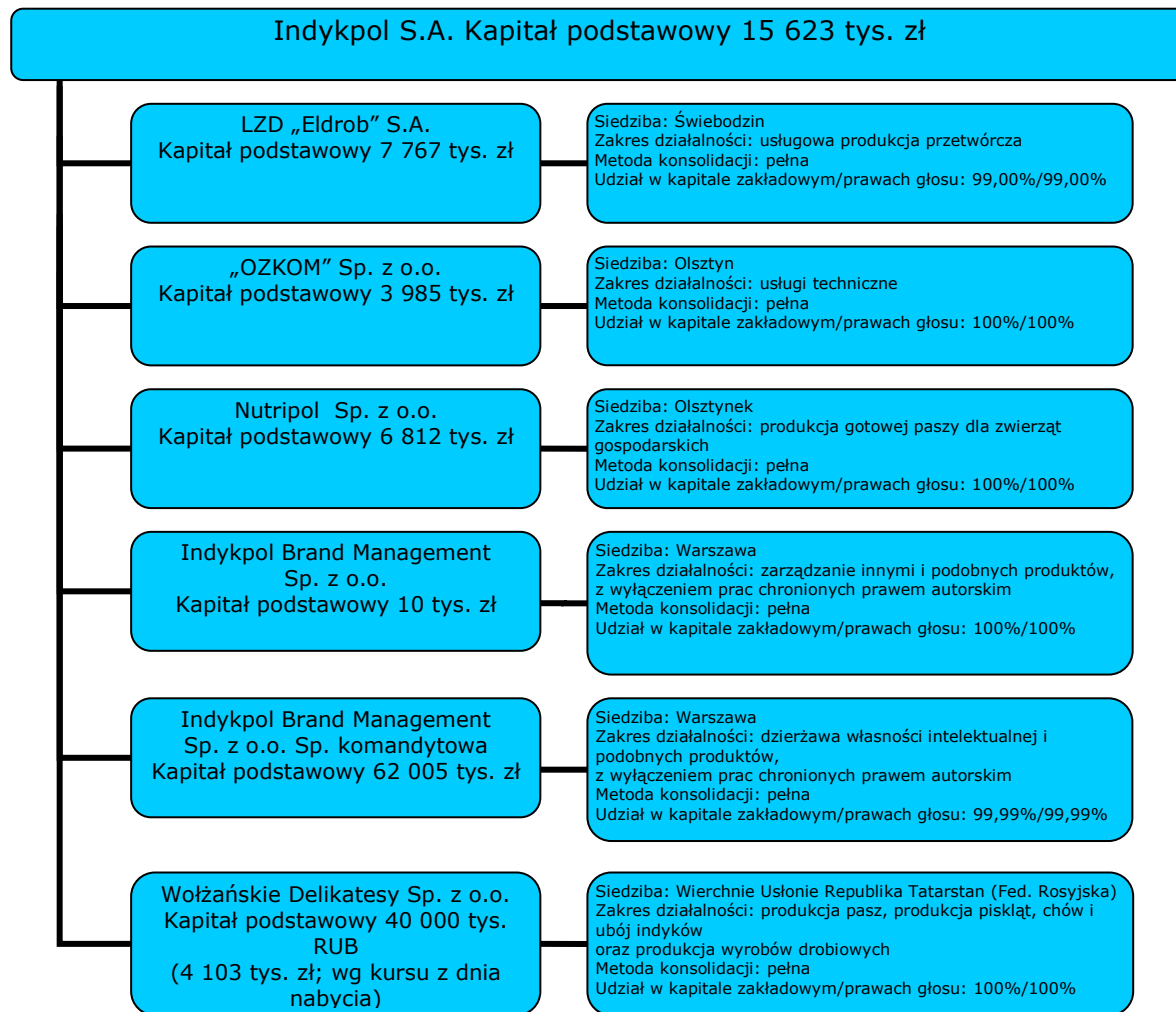 Indykpol S.A. Kapitał podstawowy 15 623 tys. zł
LZD „Eldrob” S.A.
Kapitał podstawowy 7 767 tys. zł
Siedziba: Świebodzin
Zakres działalności: usługowa produkcja przetwórcza
Metoda konsolidacji: pełna
Udział w kapitale zakładowym/prawach głosu: 99,00%/99,00%
„OZKOM” Sp. z o.o.
Kapitał podstawowy 3 985 tys. zł
Siedziba: Olsztyn
Zakres działalności: usługi techniczne
Metoda konsolidacji: pełna
Udział w kapitale zakładowym/prawach głosu: 100%/100%
Nutripol Sp. z o.o.
Kapitał podstawowy 6 812 tys. zł
Siedziba: Olsztynek
Zakres działalności: produkcja gotowej paszy dla zwierząt
gospodarskich
Metoda konsolidacji: pełna
Udział w kapitale zakładowym/prawach głosu: 100%/100%
Indykpol Brand Management
Sp. z o.o.
Kapitał podstawowy 10 tys. zł
Siedziba: Warszawa
Zakres działalności: zarządzanie innymi i podobnych produktów,
z wyłączeniem prac chronionych prawem autorskim
Metoda konsolidacji: pełna
Udział w kapitale zakładowym/prawach głosu: 100%/100%
Indykpol Brand Management
Sp. z o.o. Sp. komandytowa
Kapitał podstawowy 62 005 tys. zł
Siedziba: Warszawa
Zakres działalności: dzierżawa własności intelektualnej i
podobnych produktów,
z wyłączeniem prac chronionych prawem autorskim
Metoda konsolidacji: pełna
Udział w kapitale zakładowym/prawach głosu: 99,99%/99,99%
Wołżańskie Delikatesy Sp. z o.o.
Kapitał podstawowy 40 000 tys.
RUB
(4 103 tys. zł; wg kursu z dnia
nabycia)
Siedziba: Wierchnie Usłonie Republika Tatarstan (Fed. Rosyjska)
Zakres działalności: produkcja pasz, produkcja piskląt, chów i
ubój indyków
oraz produkcja wyrobów drobiowych
Metoda konsolidacji: pełna
Udział w kapitale zakładowym/prawach głosu: 100%/100%